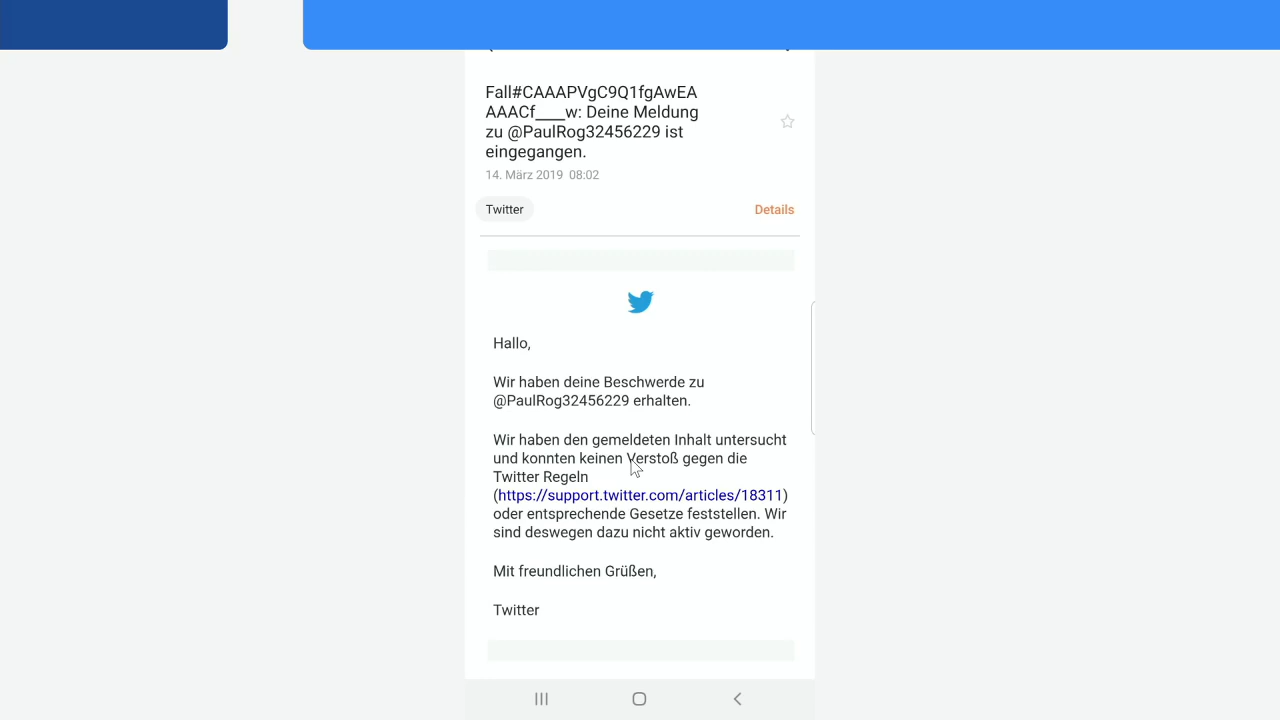 Fall#CAAAPVgC9Q1fgAwEA
AAACf____w: Deine Meldung
zu @PaulRog32456229 ist
eingegangen.
14. März 2019 08:02
Twitter
Details
Hallo,
Wir haben deine Beschwerde zu
@PaulRog32456229 erhalten.
Wir haben den gemeldeten Inhalt untersucht
und konnten keinen Verstoß gegen die
Twitter Regeln
(https://support.twitter.com/articles/18311)
oder entsprechende Gesetze feststellen. Wir
sind deswegen dazu nicht aktiv geworden.
Mit freundlichen Grüßen,
Twitter